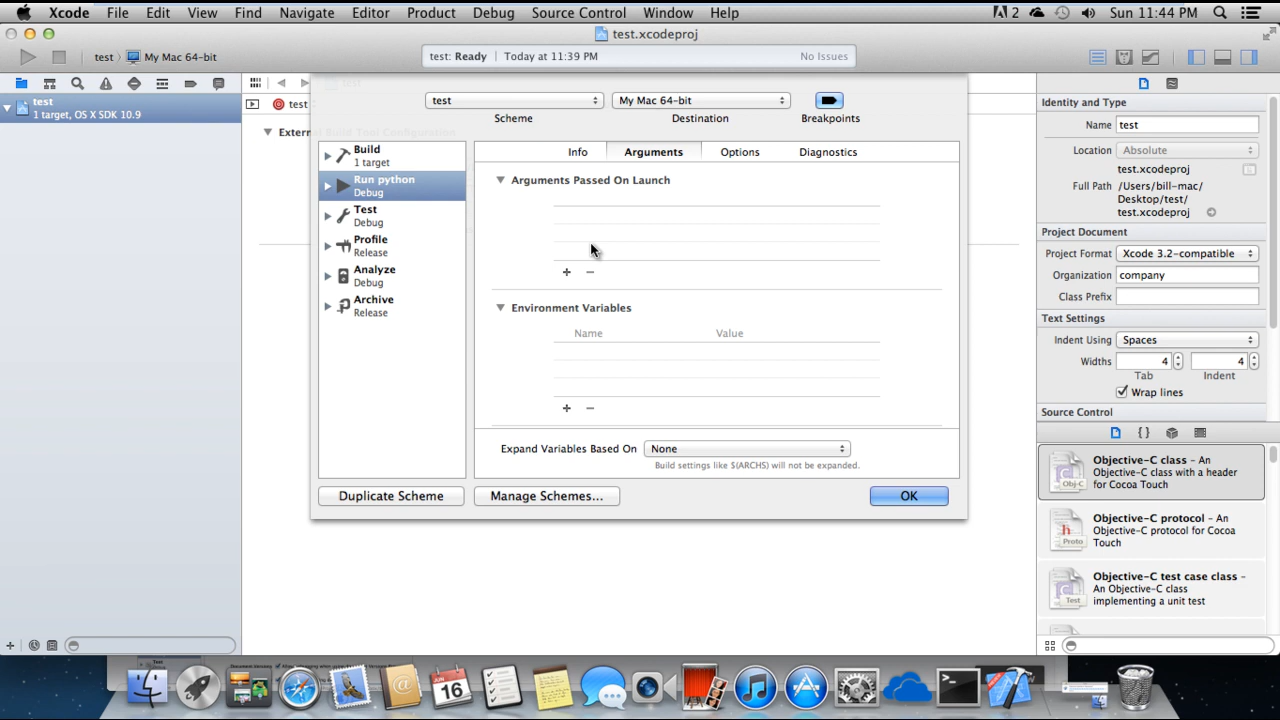 Xcode File Edit View Find Navigate Editor Product Debug Source Control Window Help 2 Sun 11:44 PM
test.xcodeproj
test My Mac 64-bit
test: Ready Today at 11:39 PM No Issues
test
1 target, OS X SDK 10.9
test
Extern
test My Mac 64-bit
Scheme Destination Breakpoints
Build
1 target
Run python
Debug
Test
Debug
Profile
Release
Analyze
Debug
Archive
Release
Info Arguments Options Diagnostics
Arguments Passed On Launch
+ −
Environment Variables
Name Value
+ −
Expand Variables Based On None
Build settings like $(ARCHS) will not be expanded.
Duplicate Scheme Manage Schemes... OK
Identity and Type
Name test
Location Absolute
test.xcodeproj
Full Path /Users/bill-mac/
Desktop/test/
test.xcodeproj
Project Document
Project Format Xcode 3.2-compatible
Organization company
Class Prefix
Text Settings
Indent Using Spaces
Widths 4 4
Tab Indent
Wrap lines
Source Control
{ }
Obj-C
Objective-C class - An
Objective-C class with a header
for Cocoa Touch
Proto
Objective-C protocol - An
Objective-C protocol for Cocoa
Touch
Test
Objective-C test case class -
An Objective-C class
implementing a unit test
JUN
16